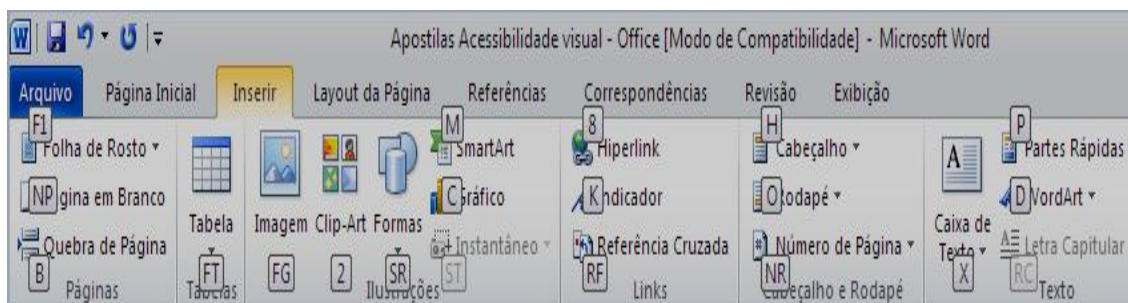 W
Apostilas Acessibilidade visual - Office [Modo de Compatibilidade] - Microsoft Word
Arquivo Página Inicial Inserir Layout da Página Referências Correspondências Revisão Exibição
F1 M 8 H P
Folha de Rosto SmartArt Hiperlink Cabeçalho A Partes Rápidas
NP gina em Branco C Gráfico K Indicador O Rodapé D WordArt
Tabela Imagem Clip-Art Formas Caixa de
Quebra de Página Instantâneo Referência Cruzada Número de Página Texto Letra Capitular
B FT FG 2 SR ST RF NR X RC
Páginas Tabelas Ilustrações Links Cabeçalho e Rodapé Texto